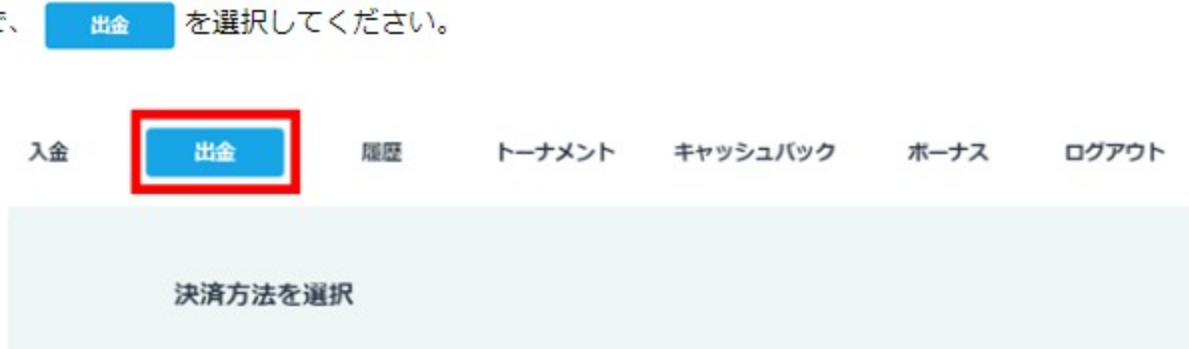 、 出金 を選択してください。
入金 出金 履歴 トーナメント キャッシュバック ボーナス ログアウト
決済方法を選択